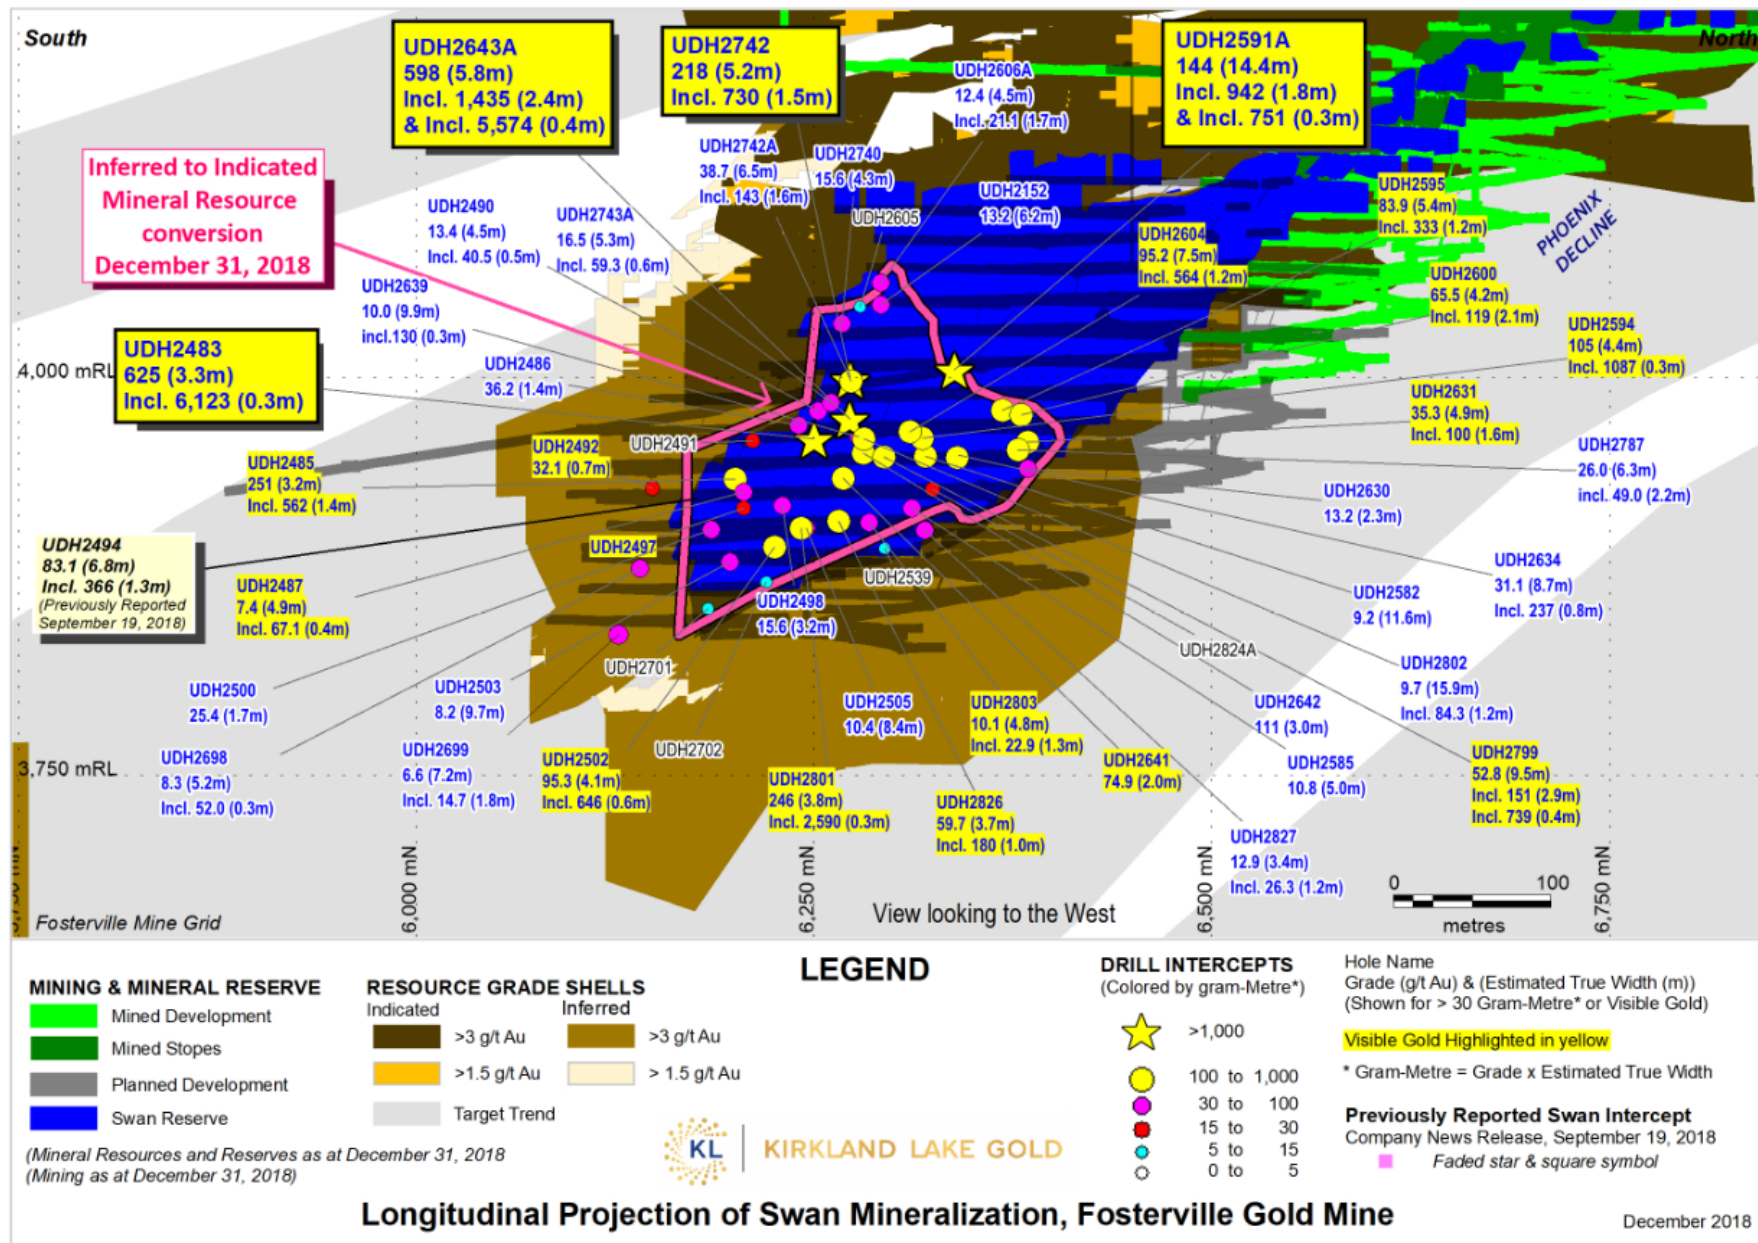 South
North
UDH2643A
598 (5.8m)
Incl. 1,435 (2.4m)
& Incl. 5,574 (0.4m)
UDH2742
218 (5.2m)
Incl. 730 (1.5m)
UDH2606A
12.4 (4.5m)
Incl. 21.1 (1.7m)
UDH2591A
144 (14.4m)
Incl. 942 (1.8m)
& Incl. 751 (0.3m)
Inferred to Indicated
Mineral Resource
conversion
December 31, 2018
UDH2742A
38.7 (6.5m)
Incl. 143 (1.6m)
UDH2740
15.6 (4.3m)
UDH2605
UDH2152
13.2 (6.2m)
UDH2595
83.9 (5.4m)
Incl. 333 (1.2m)
PHOENIX
DECLINE
UDH2490
13.4 (4.5m)
Incl. 40.5 (0.5m)
UDH2743A
16.5 (5.3m)
Incl. 59.3 (0.6m)
UDH2604
95.2 (7.5m)
Incl. 564 (1.2m)
UDH2600
65.5 (4.2m)
Incl. 119 (2.1m)
UDH2639
10.0 (9.9m)
incl.130 (0.3m)
UDH2594
105 (4.4m)
Incl. 1087 (0.3m)
UDH2486
36.2 (1.4m)
4,000 mRL
UDH2483
625 (3.3m)
Incl. 6,123 (0.3m)
UDH2631
35.3 (4.9m)
Incl. 100 (1.6m)
UDH2492
32.1 (0.7m)
UDH2491
UDH2787
26.0 (6.3m)
incl. 49.0 (2.2m)
UDH2485
251 (3.2m)
Incl. 562 (1.4m)
UDH2630
13.2 (2.3m)
UDH2494
83.1 (6.8m)
Incl. 366 (1.3m)
(Previously Reported
September 19, 2018)
UDH2497
UDH2487
7.4 (4.9m)
Incl. 67.1 (0.4m)
UDH2539
UDH2498
15.6 (3.2m)
UDH2634
31.1 (8.7m)
Incl. 237 (0.8m)
UDH2582
9.2 (11.6m)
UDH2824A
UDH2701
UDH2802
9.7 (15.9m)
Incl. 84.3 (1.2m)
UDH2500
25.4 (1.7m)
UDH2503
8.2 (9.7m)
UDH2505
10.4 (8.4m)
UDH2803
10.1 (4.8m)
Incl. 22.9 (1.3m)
UDH2642
111 (3.0m)
UDH2698
8.3 (5.2m)
Incl. 52.0 (0.3m)
UDH2699
6.6 (7.2m)
Incl. 14.7 (1.8m)
UDH2502
95.3 (4.1m)
Incl. 646 (0.6m)
UDH2702
UDH2641
74.9 (2.0m)
UDH2585
10.8 (5.0m)
UDH2799
52.8 (9.5m)
Incl. 151 (2.9m)
Incl. 739 (0.4m)
3,750 mRL
UDH2801
246 (3.8m)
Incl. 2,590 (0.3m)
UDH2826
59.7 (3.7m)
Incl. 180 (1.0m)
UDH2827
12.9 (3.4m)
Incl. 26.3 (1.2m)
6,000 mN
6,250 mN
6,500 mN
6,750 mN
0 100
metres
Fosterville Mine Grid
View looking to the West
LEGEND
MINING & MINERAL RESERVE
Mined Development
Mined Stopes
Planned Development
Swan Reserve
(Mineral Resources and Reserves as at December 31, 2018
(Mining as at December 31, 2018)
RESOURCE GRADE SHELLS
Indicated Inferred
>3 g/t Au >3 g/t Au
>1.5 g/t Au > 1.5 g/t Au
Target Trend
KL KIRKLAND LAKE GOLD
DRILL INTERCEPTS
(Colored by gram-Metre*)
>1,000
100 to 1,000
30 to 100
15 to 30
5 to 15
0 to 5
Hole Name
Grade (g/t Au) & (Estimated True Width (m))
(Shown for > 30 Gram-Metre* or Visible Gold)
Visible Gold Highlighted in yellow
* Gram-Metre = Grade x Estimated True Width
Previously Reported Swan Intercept
Company News Release, September 19, 2018
Faded star & square symbol
Longitudinal Projection of Swan Mineralization, Fosterville Gold Mine
December 2018